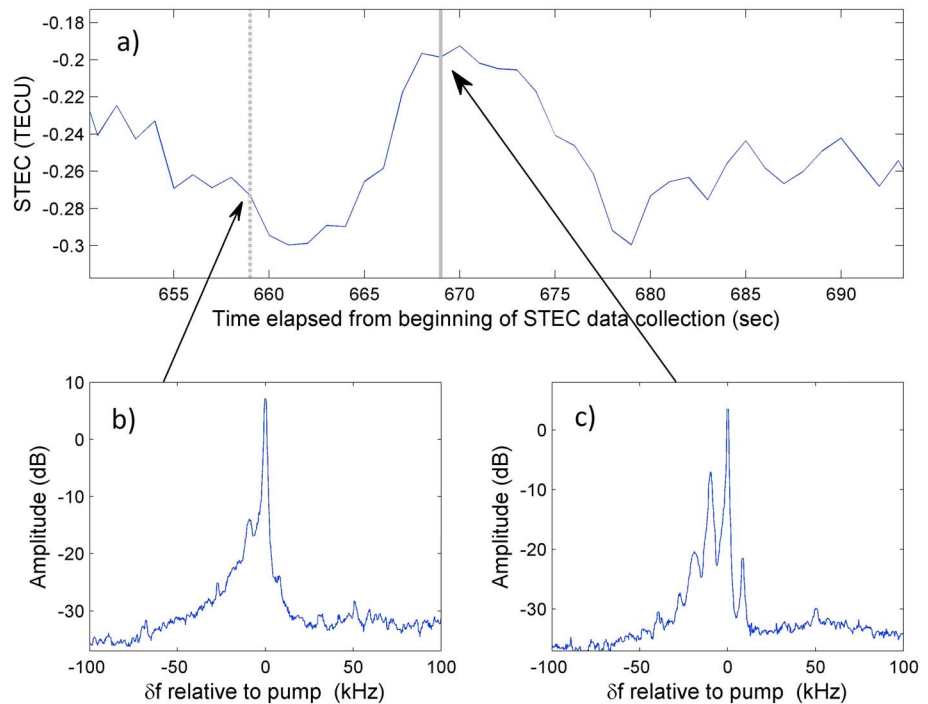 a)
STEC (TECU)
-0.18
-0.2
-0.22
-0.24
-0.26
-0.28
-0.3
655 660 665 670 675 680 685 690
Time elapsed from beginning of STEC data collection (sec)
b)
Amplitude (dB)
10
0
-10
-20
-30
-100 -50 0 50 100
δf relative to pump (kHz)
c)
Amplitude (dB)
0
-10
-20
-30
-100 -50 0 50 100
δf relative to pump (kHz)